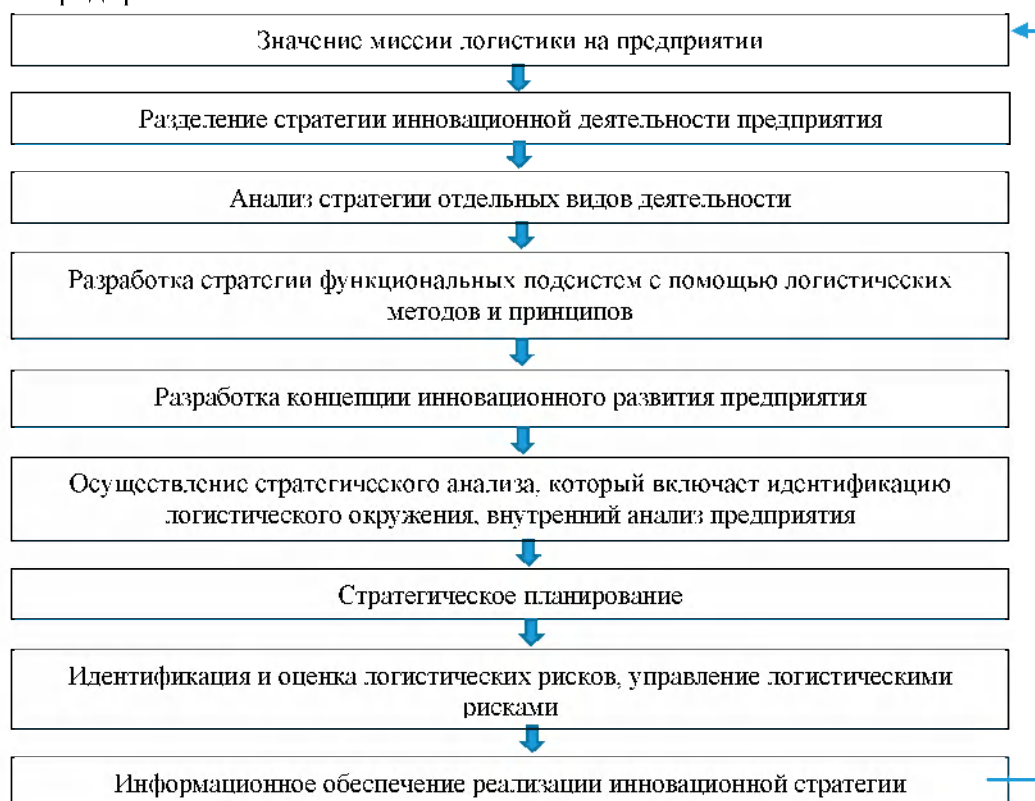 Значение миссии логистики на предприятии
Разделение стратегии инновационной деятельности предприятия
Анализ стратегии отдельных видов деятельности
Разработка стратегии функциональных подсистем с помощью логистических
методов и принципов
Разработка концепции инновационного развития предприятия
Осуществление стратегического анализа, который включает идентификацию
логистического окружения, внутренний анализ предприятия
Стратегическое планирование
Идентификация и оценка логистических рисков, управление логистическими
рисками
Информационное обеспечение реализации инновационной стратегии